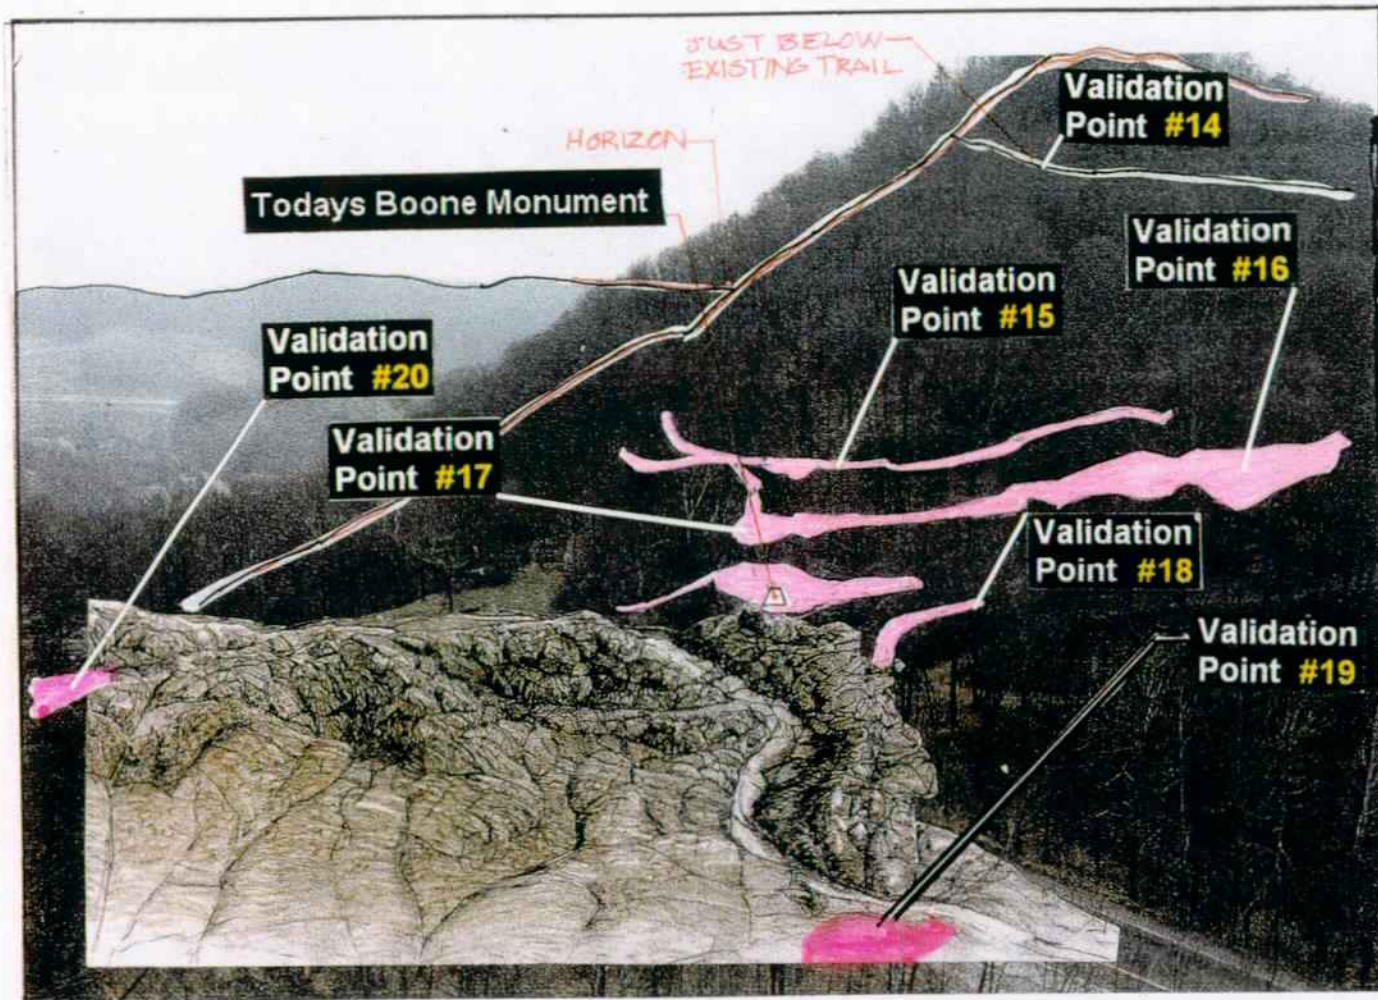 JUST BELOW
EXISTING TRAIL
Validation
Point #14
HORIZON
Todays Boone Monument
Validation
Point #16
Validation
Point #15
Validation
Point #20
Validation
Point #17
Validation
Point #18
Validation
Point #19